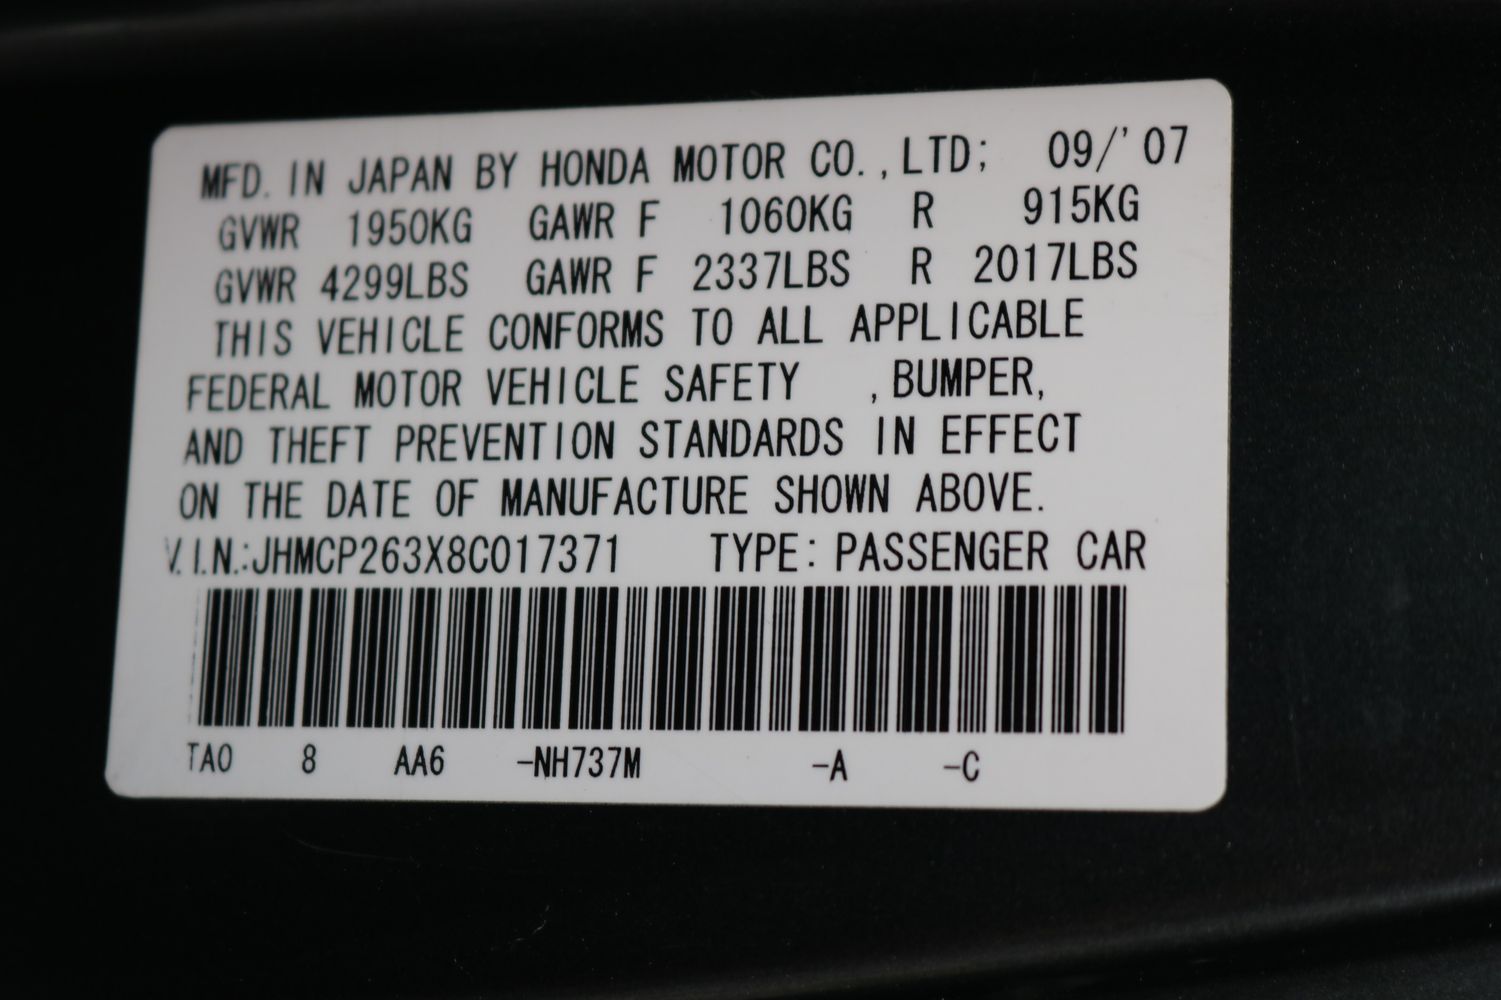 MFD. IN JAPAN BY HONDA MOTOR CO., LTD; 09/'07
GVWR 1950KG GAWR F 1060KG R 915KG
GVWR 4299LBS GAWR F 2337LBS R 2017LBS
THIS VEHICLE CONFORMS TO ALL APPLICABLE
FEDERAL MOTOR VEHICLE SAFETY , BUMPER,
AND THEFT PREVENTION STANDARDS IN EFFECT
ON THE DATE OF MANUFACTURE SHOWN ABOVE.
V.I.N.:JHMCP263X8C017371 TYPE: PASSENGER CAR
TA0 8 AA6 -NH737M -A -C